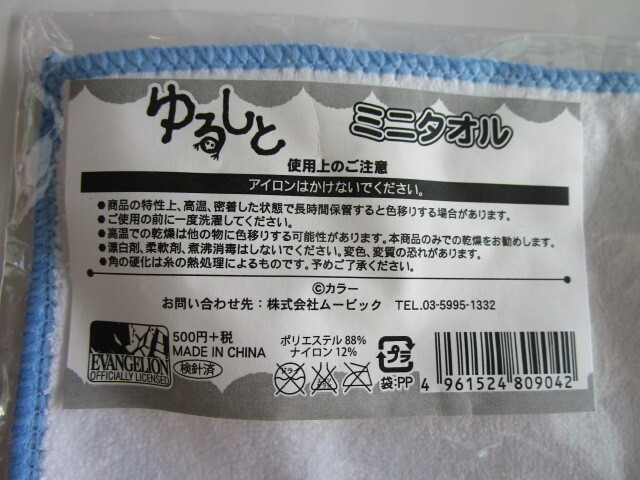 ゆるしと
ミニタオル
使用上のご注意
アイロンはかけないでください。
●商品の特性上、高温、密着した状態で長時間保管すると色移りする場合があります。
●ご使用の前に一度洗濯してください。
●高温での乾燥は他の物に色移りする可能性があります。本商品のみでの乾燥をお勧めします。
●漂白剤、柔軟剤、煮沸消毒はしないでください。変色、変質の恐れがあります。
●角の硬化は糸の熱処理によるものです。予めご了承ください。
©カラー
お問い合わせ先：株式会社ムービック TEL.03-5995-1332
EVANGELION
OFFICIALLY LICENSED
500円+税
MADE IN CHINA
検針済
ポリエステル 88%
ナイロン 12%
ドライ
プラ
袋:PP
4 961524 809042